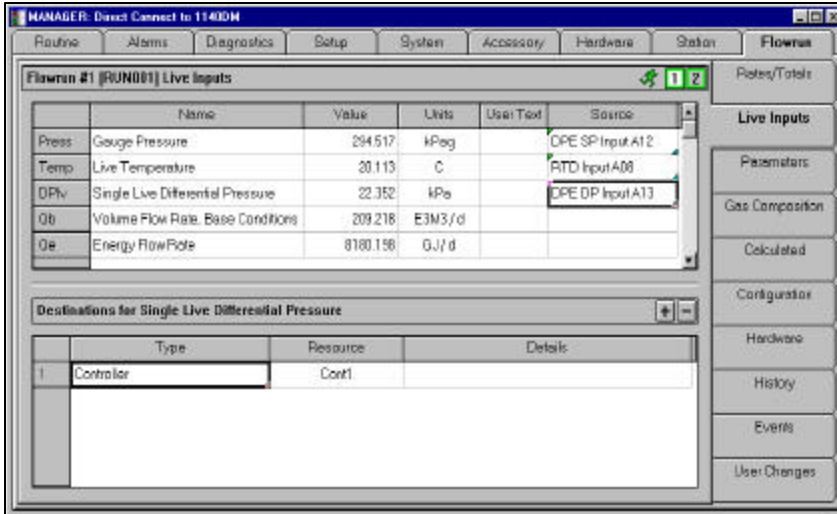 MANAGER: Direct Connect to 1140DM
Routine Alarms Diagnostics Setup System Accessory Hardware Station Flowrun
Flowrun #1 [RUN001] Live Inputs 1 2
Name Value Units User Text Source
Press Gauge Pressure 294.517 kPag DPE SP Input A12
Temp Live Temperature 20.113 C RTD Input A08
DPlv Single Live Differential Pressure 22.352 kPa DPE DP Input A13
Qb Volume Flow Rate, Base Conditions 209.218 E3M3/d
Qe Energy Flow Rate 8180.198 GJ/d
Destinations for Single Live Differential Pressure + -
Type Resource Details
1 Controller Cont1
Rates/Totals
Live Inputs
Parameters
Gas Composition
Calculated
Configuration
Hardware
History
Events
User Changes